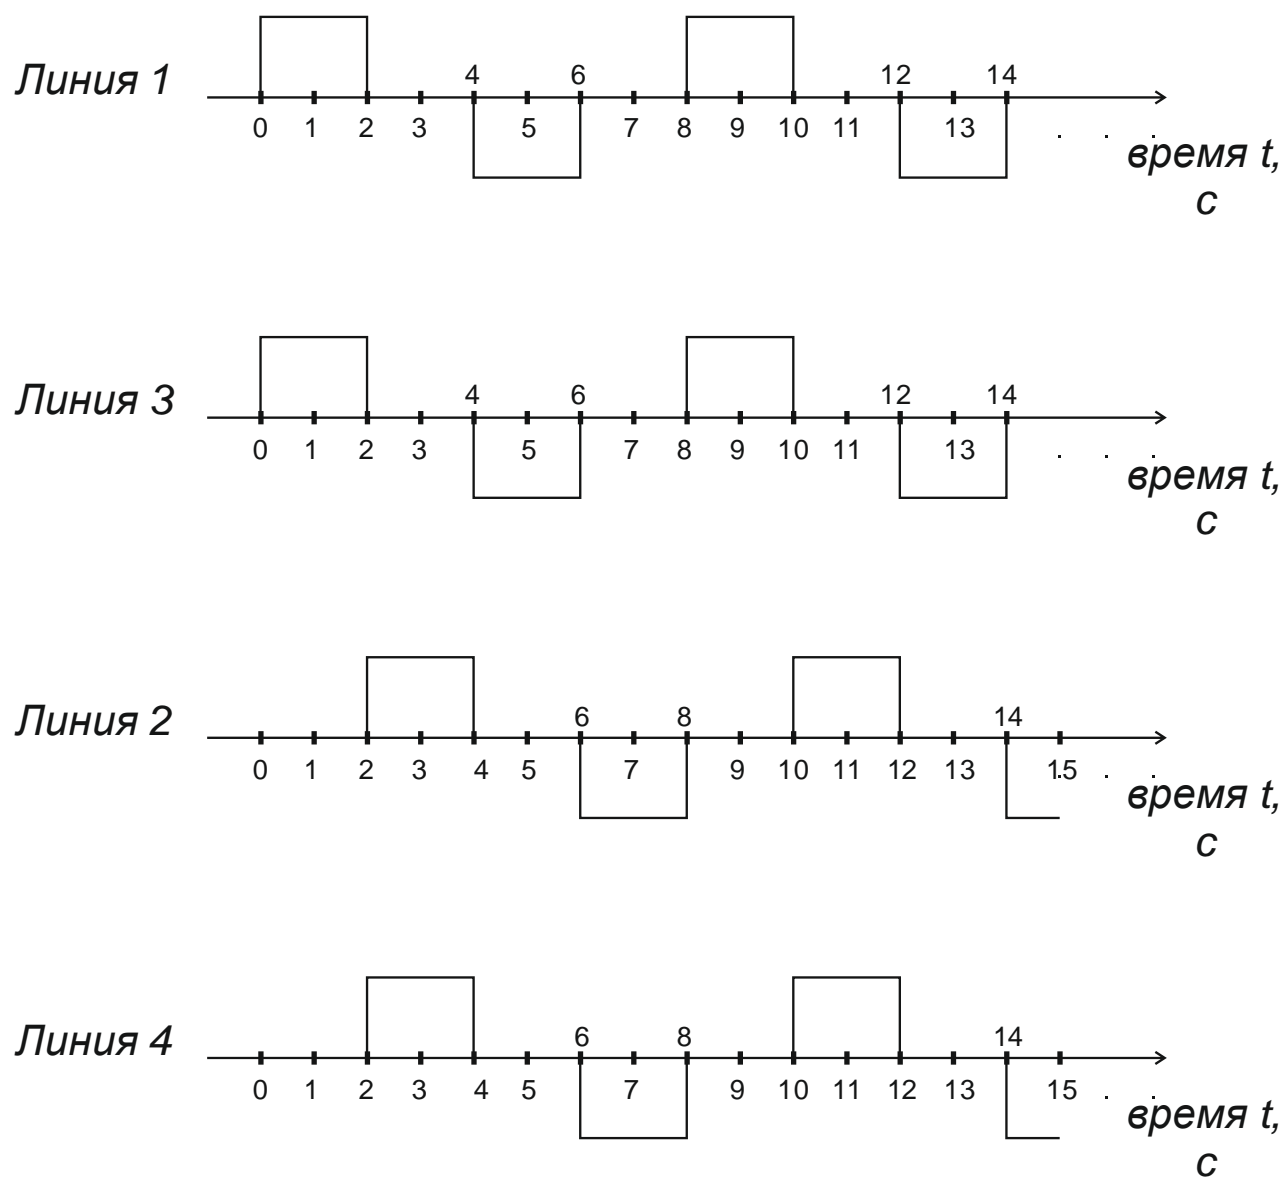 Линия 1
4 6 12 14
0 1 2 3 5 7 8 9 10 11 13 . . .
время t,
с
Линия 3
4 6 12 14
0 1 2 3 5 7 8 9 10 11 13 . . .
время t,
с
Линия 2
6 8 14
0 1 2 3 4 5 7 9 10 11 12 13 15 . . .
время t,
с
Линия 4
6 8 14
0 1 2 3 4 5 7 9 10 11 12 13 15 . .
время t,
с